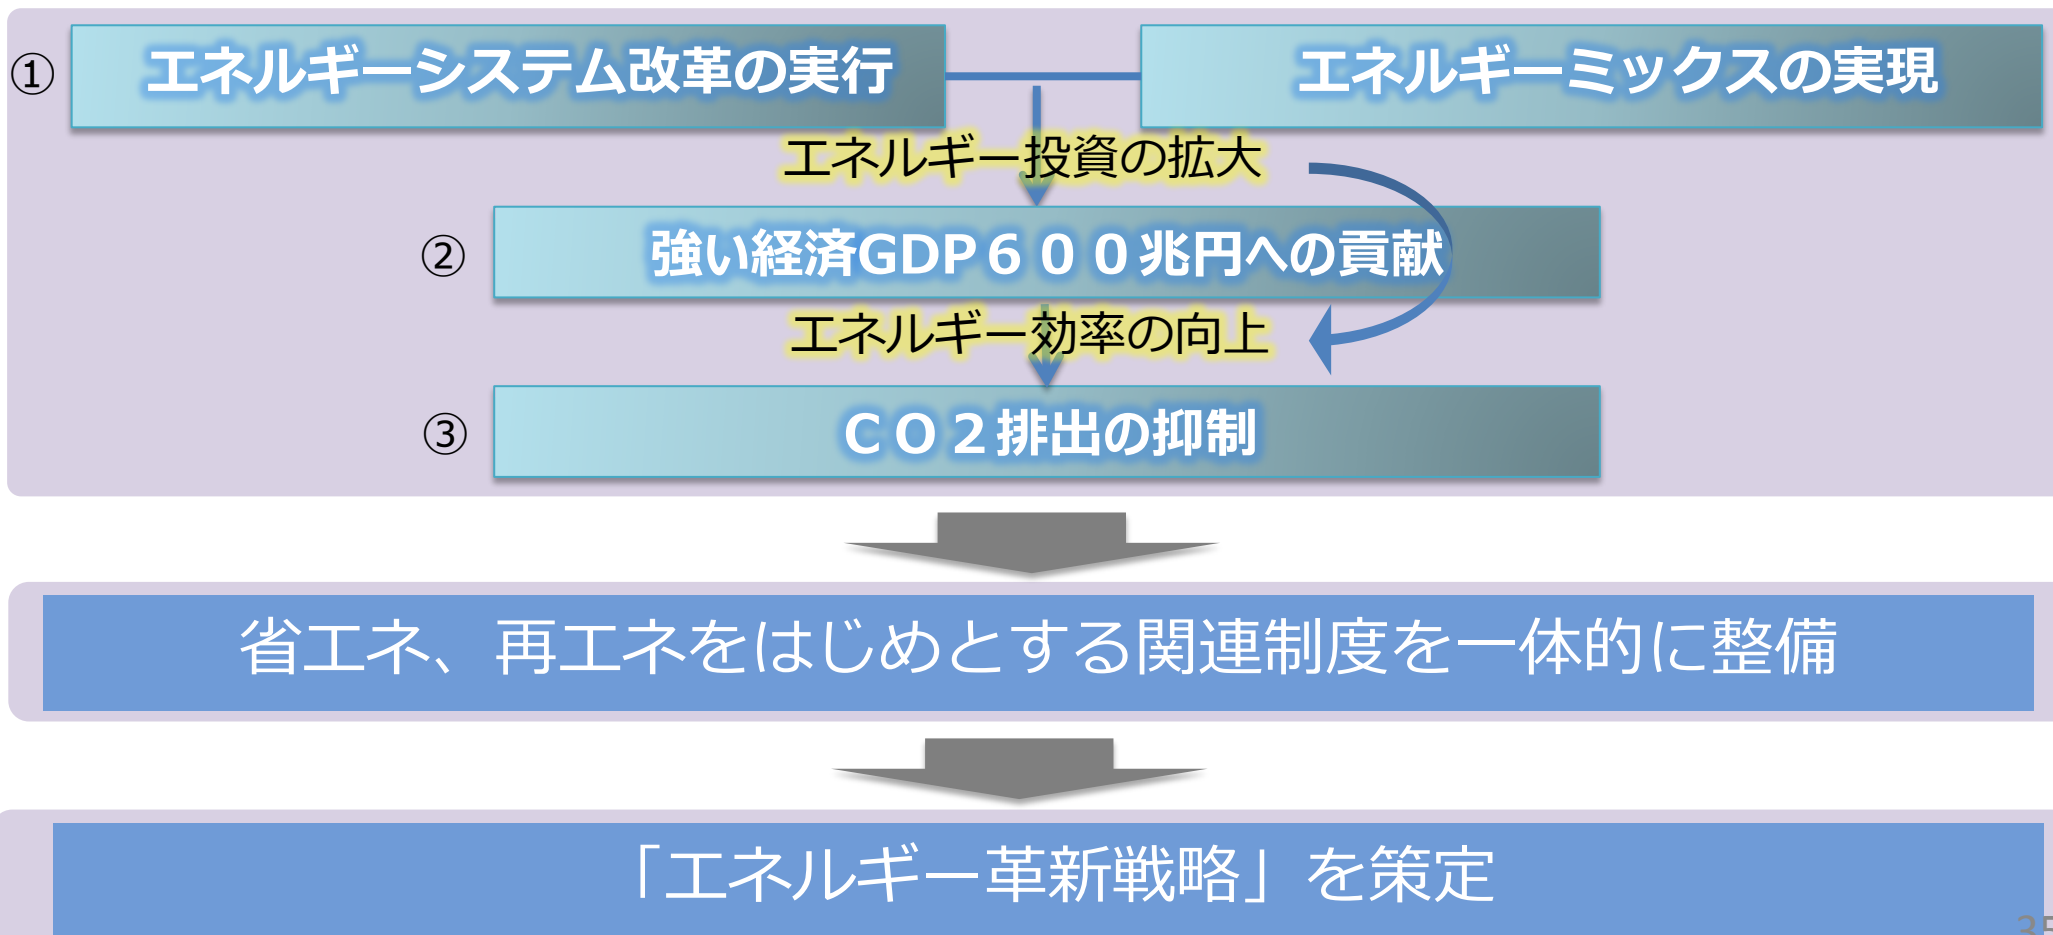 ① エネルギーシステム改革の実行 エネルギーミックスの実現
エネルギー投資の拡大
② 強い経済GDP６００兆円への貢献
エネルギー効率の向上
③ ＣＯ２排出の抑制
省エネ、再エネをはじめとする関連制度を一体的に整備
「エネルギー革新戦略」を策定